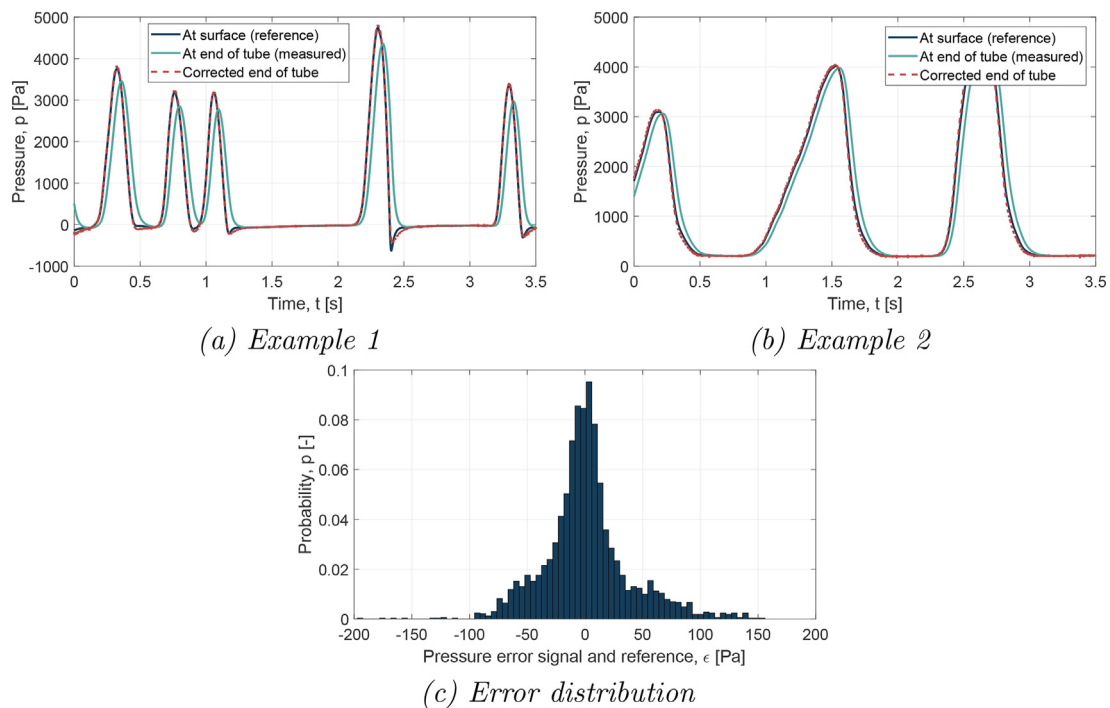 5000
4000
3000
2000
1000
0
-1000
Pressure, p [Pa]
At surface (reference)
At end of tube (measured)
Corrected end of tube
0 0.5 1 1.5 2 2.5 3 3.5
Time, t [s]
(a) Example 1
5000
4000
3000
2000
1000
0
Pressure, p [Pa]
At surface (reference)
At end of tube (measured)
Corrected end of tube
0 0.5 1 1.5 2 2.5 3 3.5
Time, t [s]
(b) Example 2
0.1
0.08
0.06
0.04
0.02
0
Probability, p [-]
-200 -150 -100 -50 0 50 100 150 200
Pressure error signal and reference, ϵ [Pa]
(c) Error distribution